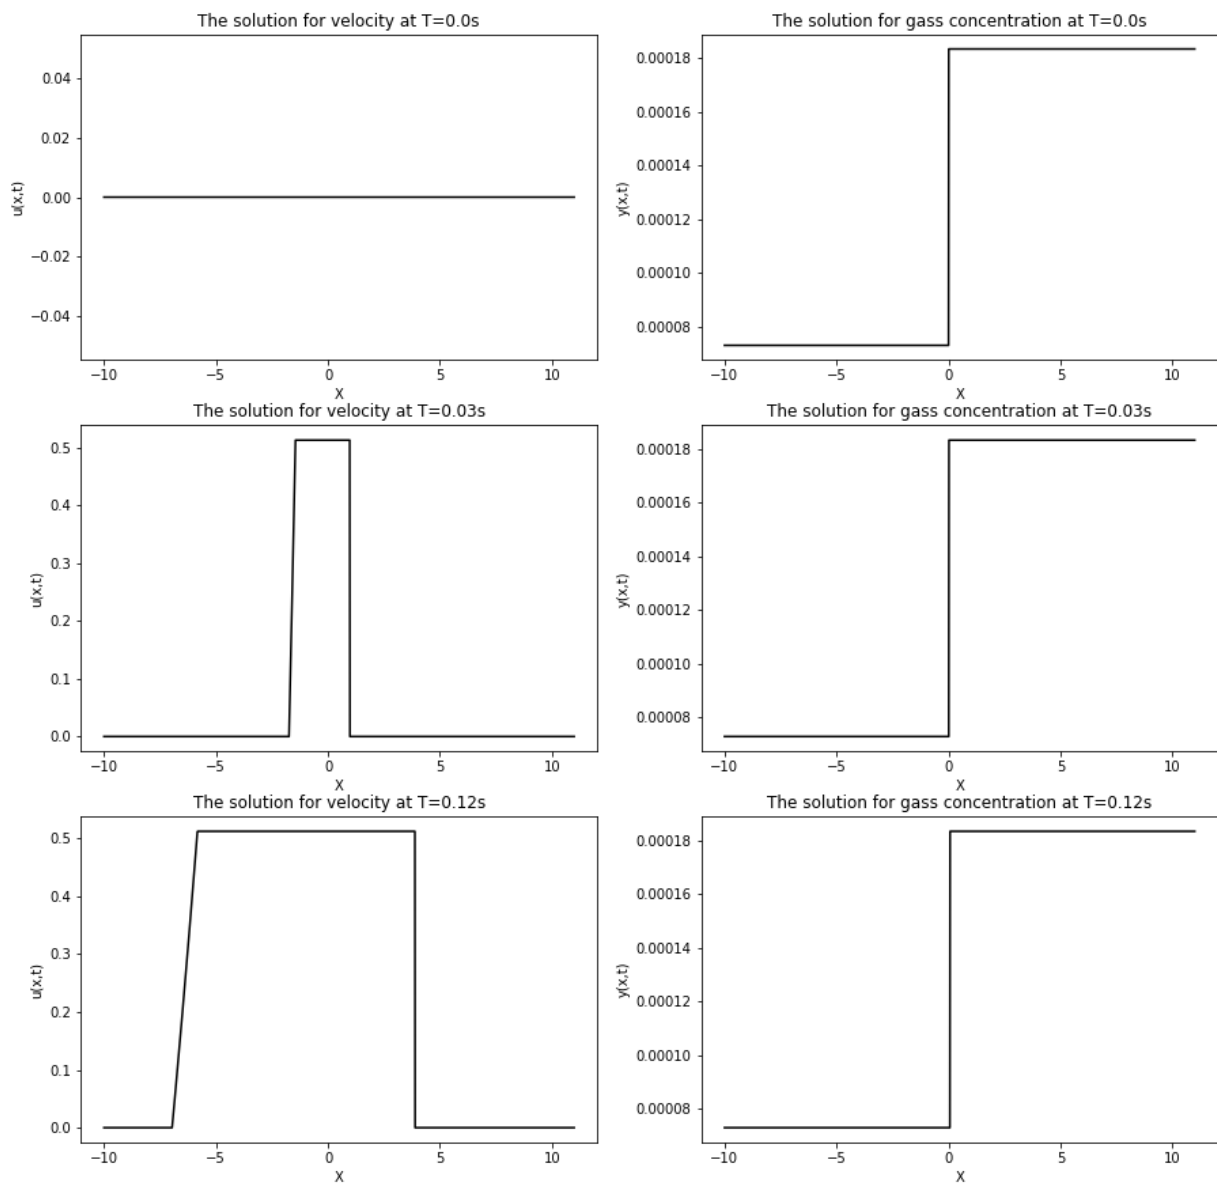 The solution for velocity at T=0.0s
u(x,t)
0.04
0.02
0.00
−0.02
−0.04
−10 −5 0 5 10
X
The solution for gass concentration at T=0.0s
y(x,t)
0.00018
0.00016
0.00014
0.00012
0.00010
0.00008
−10 −5 0 5 10
X
The solution for velocity at T=0.03s
u(x,t)
0.5
0.4
0.3
0.2
0.1
0.0
−10 −5 0 5 10
X
The solution for gass concentration at T=0.03s
y(x,t)
0.00018
0.00016
0.00014
0.00012
0.00010
0.00008
−10 −5 0 5 10
X
The solution for velocity at T=0.12s
u(x,t)
0.5
0.4
0.3
0.2
0.1
0.0
−10 −5 0 5 10
X
The solution for gass concentration at T=0.12s
y(x,t)
0.00018
0.00016
0.00014
0.00012
0.00010
0.00008
−10 −5 0 5 10
X